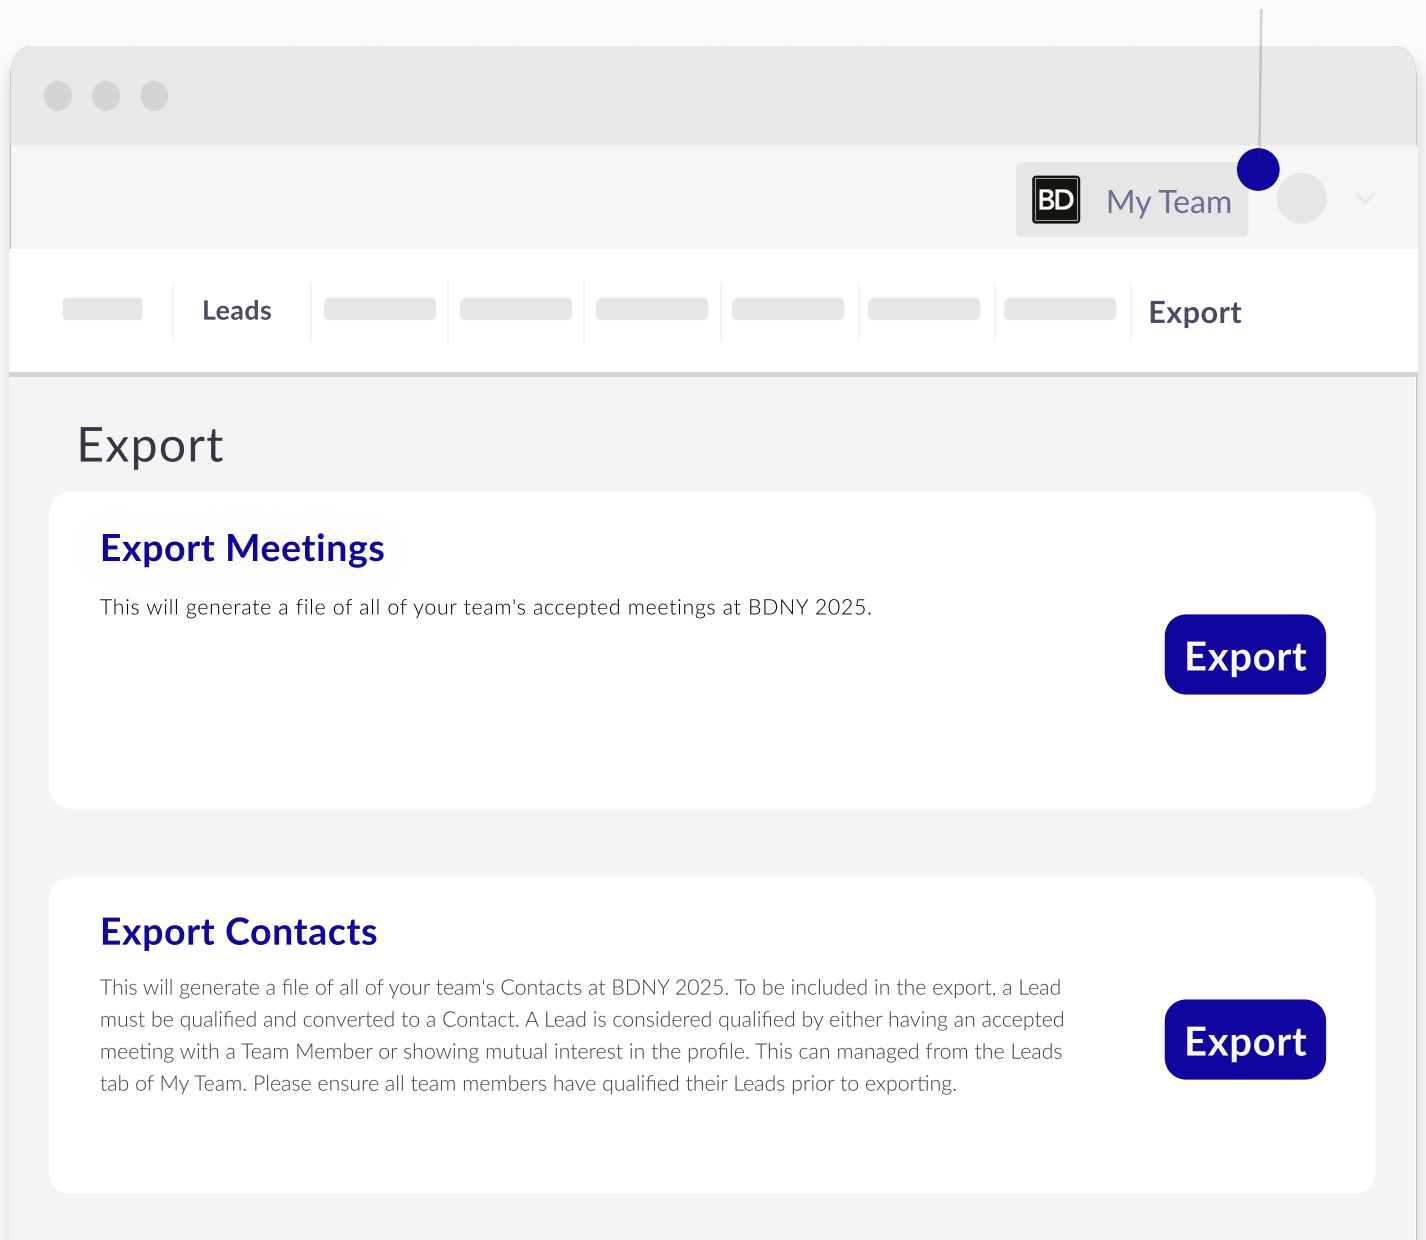 BD My Team
Leads Export
Export
Export Meetings
This will generate a file of all of your team's accepted meetings at BDNY 2025.
Export
Export Contacts
This will generate a file of all of your team's Contacts at BDNY 2025. To be included in the export, a Lead
must be qualified and converted to a Contact. A Lead is considered qualified by either having an accepted
meeting with a Team Member or showing mutual interest in the profile. This can managed from the Leads
tab of My Team. Please ensure all team members have qualified their Leads prior to exporting.
Export